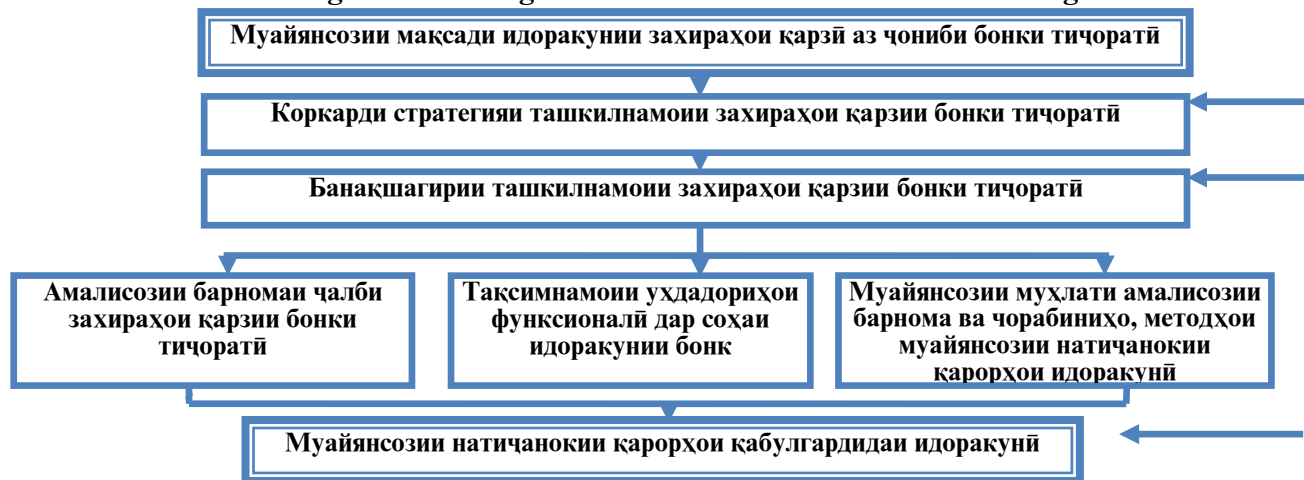 Муайянсозии мақсади идоракунии захираҳои қарзӣ аз ҷониби бонки тиҷоратӣ
Коркарди стратегияи ташкилнамоии захираҳои қарзии бонки тиҷоратӣ
Банақшагирии ташкилнамоии захираҳои қарзии бонки тиҷоратӣ
Амалисозии барномаи ҷалби
захираҳои қарзии бонки
тиҷоратӣ
Тақсимнамоии уҳдадориҳои
функсионалӣ дар соҳаи
идоракунии бонк
Муайянсозии муҳлати амалисозии
барнома ва чорабиниҳо, методҳои
муайянсозии натиҷанокии
қарорҳои идоракунӣ
Муайянсозии натиҷанокии қарорҳои қабулгардидаи идоракунӣ